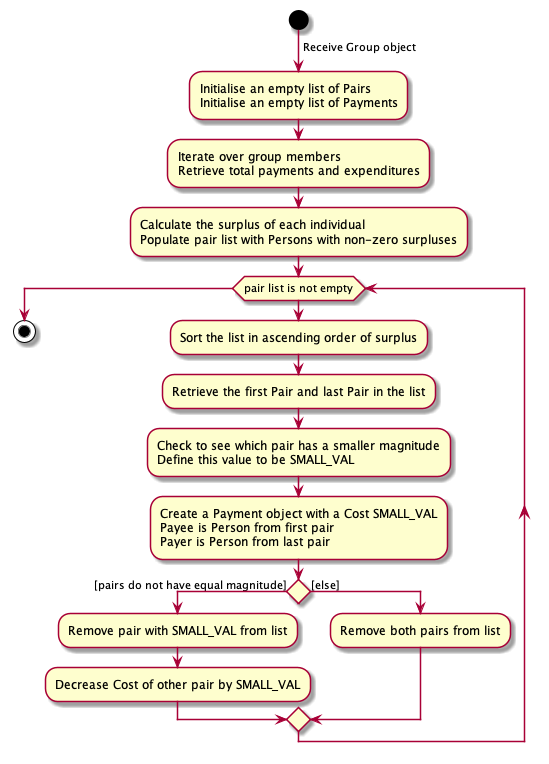 Receive Group object
Initialise an empty list of Pairs
Initialise an empty list of Payments
Iterate over group members
Retrieve total payments and expenditures
Calculate the surplus of each individual
Populate pair list with Persons with non-zero surpluses
pair list is not empty
Sort the list in ascending order of surplus
Retrieve the first Pair and last Pair in the list
Check to see which pair has a smaller magnitude
Define this value to be SMALL_VAL
Create a Payment object with a Cost SMALL_VAL
Payee is Person from first pair
Payer is Person from last pair
[pairs do not have equal magnitude]
[else]
Remove pair with SMALL_VAL from list
Remove both pairs from list
Decrease Cost of other pair by SMALL_VAL